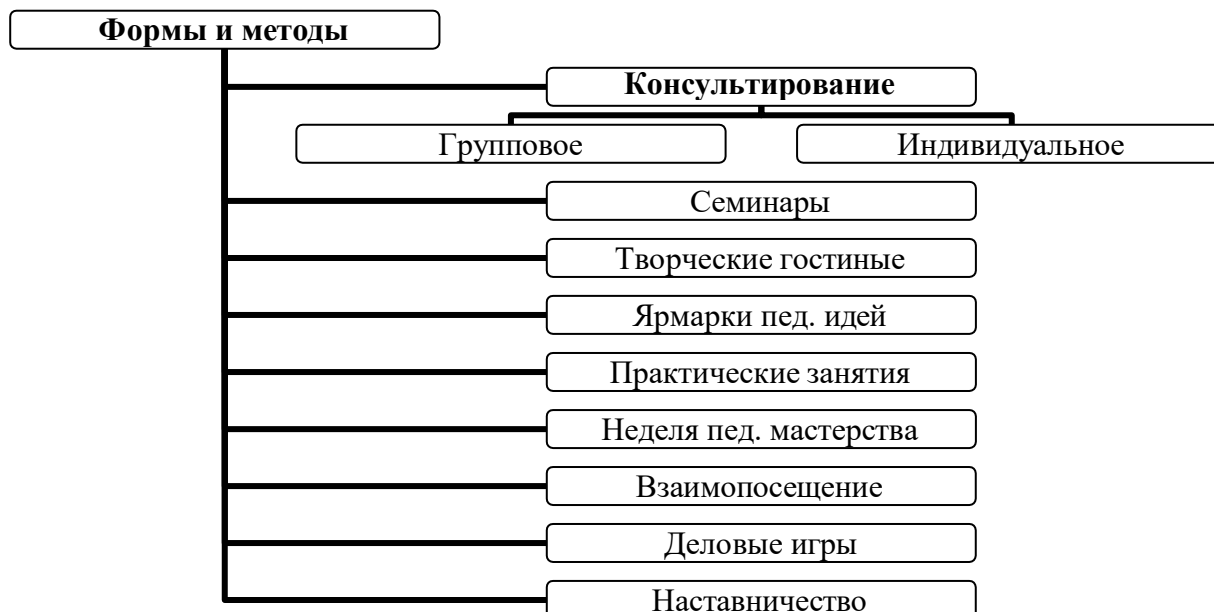 Формы и методы
Консультирование
Групповое
Индивидуальное
Семинары
Творческие гостиные
Ярмарки пед. идей
Практические занятия
Неделя пед. мастерства
Взаимопосещение
Деловые игры
Наставничество